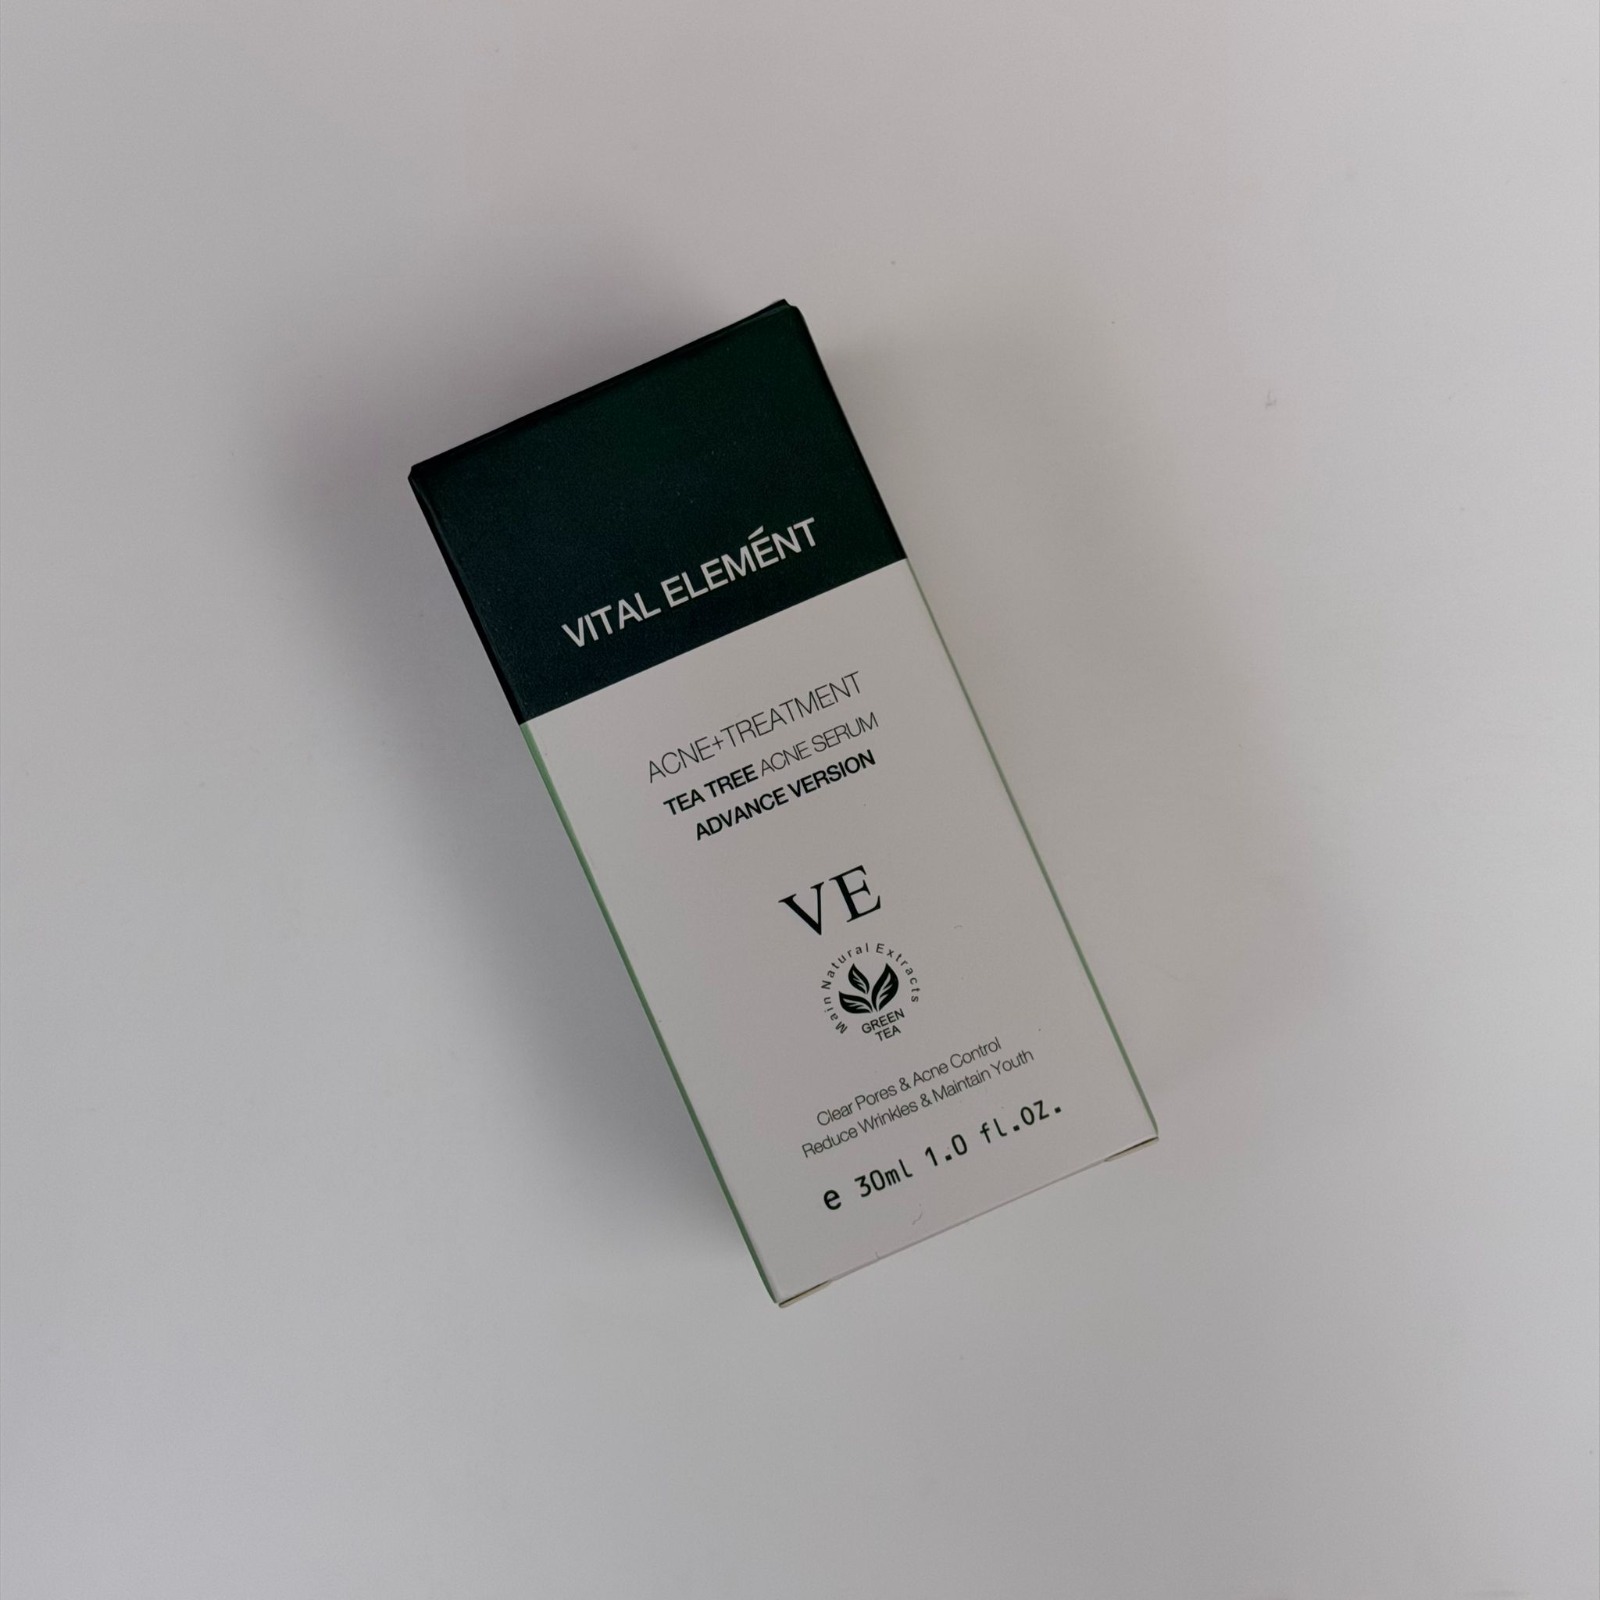 VITAL ELEMÉNT
ACNE+TREATMENT
TEA TREE ACNE SERUM
ADVANCE VERSION
VE
Main Natural Extracts
GREEN
TEA
Clear Pores & Acne Control
Reduce Wrinkles & Maintain Youth
e 30ml 1.0 fl.oz.